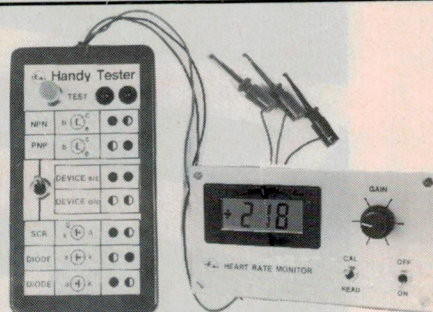 Handy Tester
TEST
NPN b c e
PNP b c e
DEVICE s/c
DEVICE o/c
SCR g k A
DIODE a k
DIODE a k
+218
GAIN
HEART RATE MONITOR
CAL
READ
OFF
ON